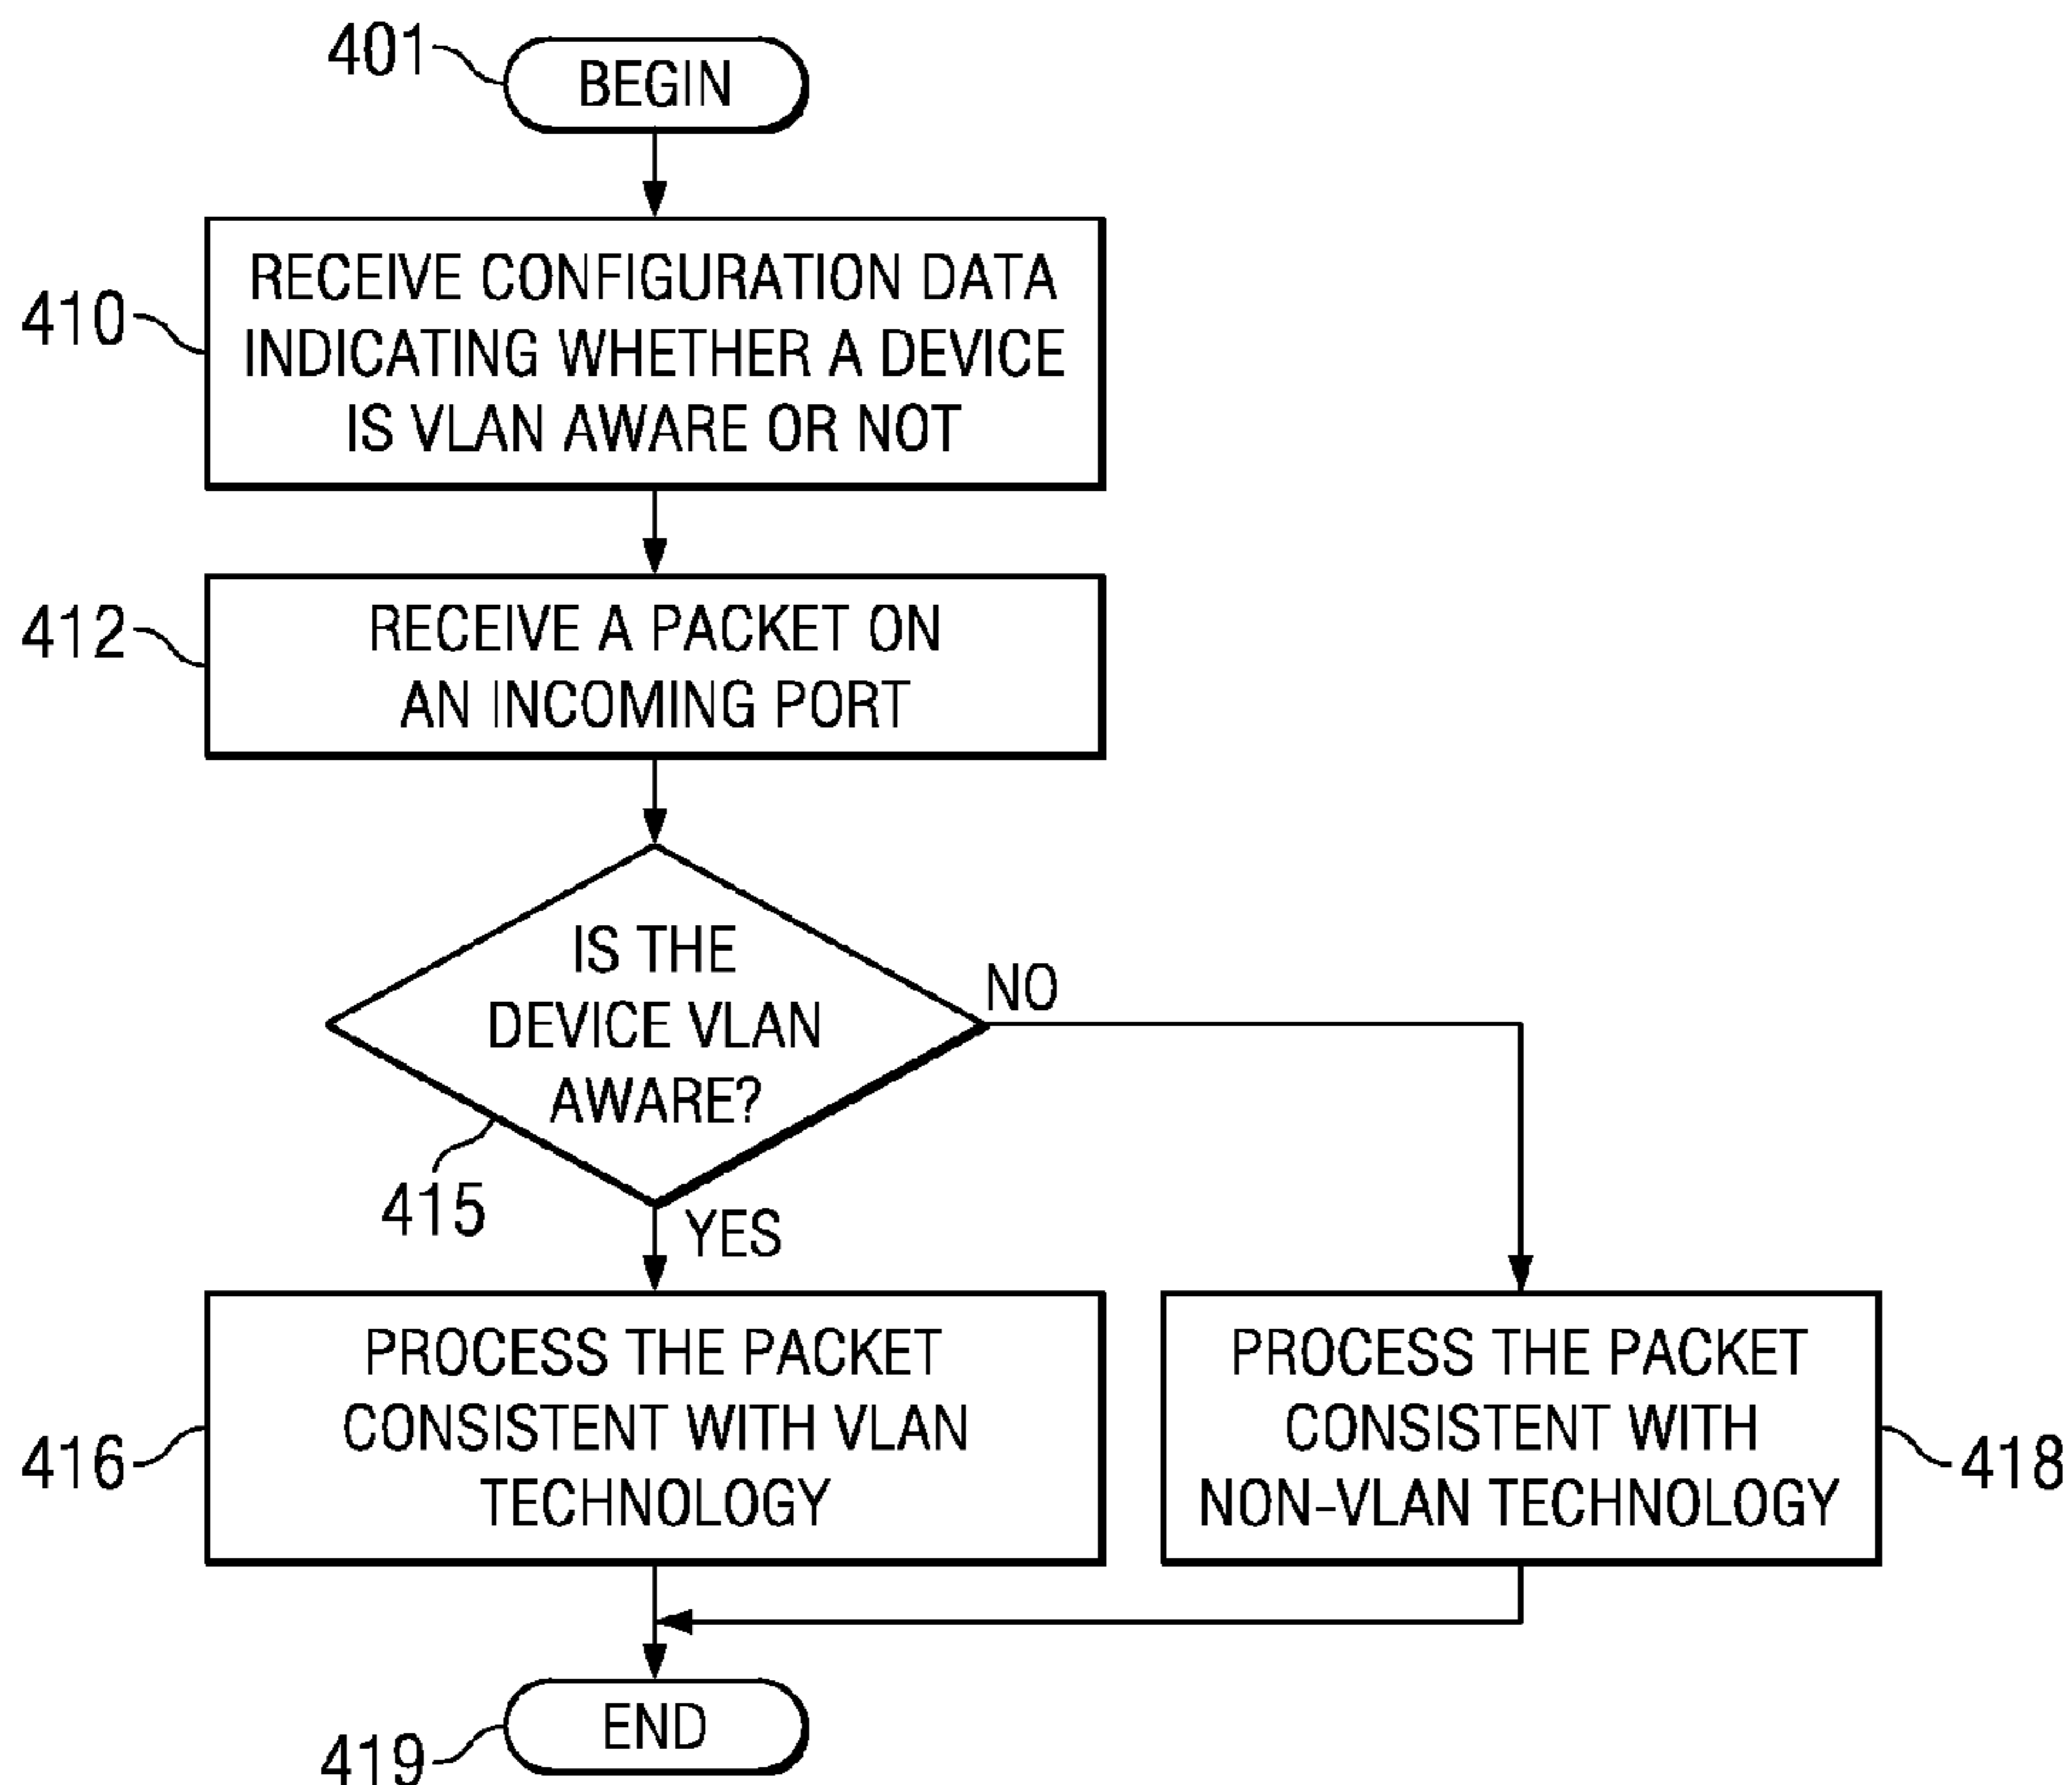 401
BEGIN
410
RECEIVE CONFIGURATION DATA
INDICATING WHETHER A DEVICE
IS VLAN AWARE OR NOT
412
RECEIVE A PACKET ON
AN INCOMING PORT
IS THE
DEVICE VLAN
AWARE?
NO
415
YES
416
PROCESS THE PACKET
CONSISTENT WITH VLAN
TECHNOLOGY
PROCESS THE PACKET
CONSISTENT WITH
NON-VLAN TECHNOLOGY
418
END
419